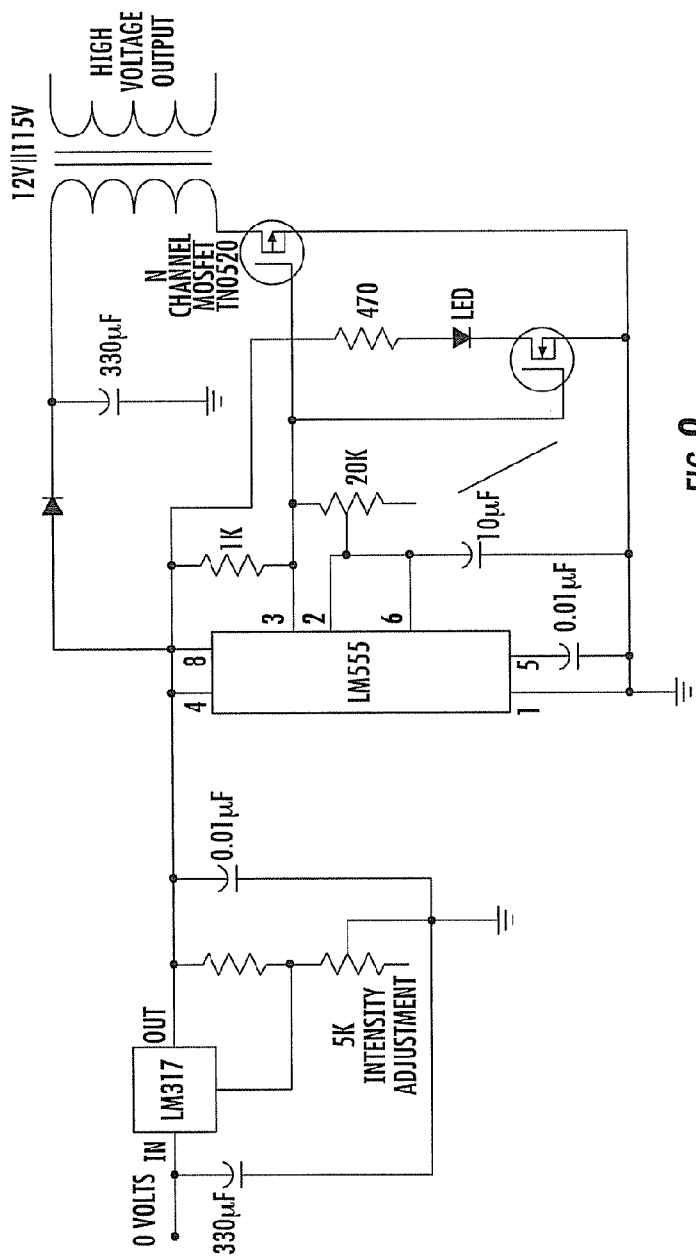 0 VOLTS
IN
LM317
OUT
330µF
5K
INTENSITY
ADJUSTMENT
0.01µF
4
8
LM555
3
2
6
1
5
1K
20K
10µF
0.01µF
330µF
470
LED
N
CHANNEL
MOSFET
TN0520
12V||115V
HIGH
VOLTAGE
OUTPUT